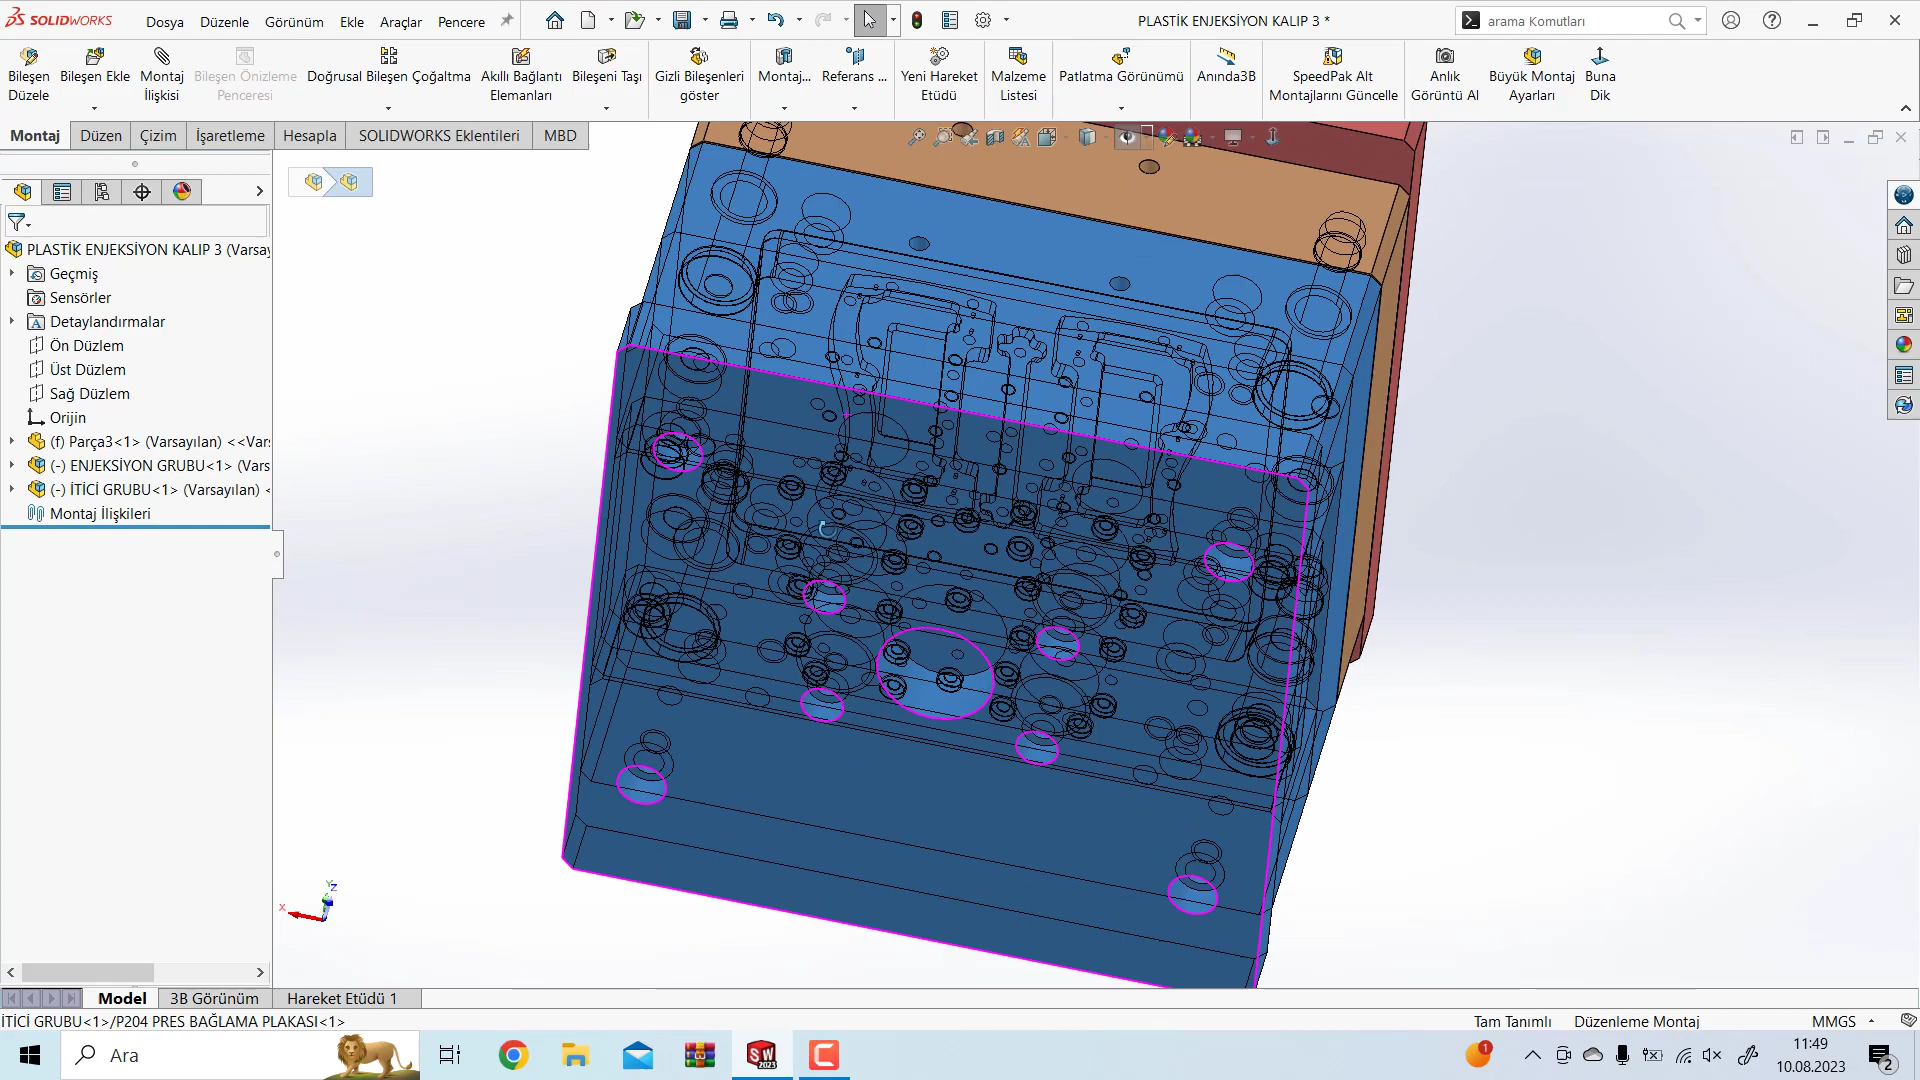 SOLIDWORKS
Dosya
Düzenle
Görünüm
Ekle
Araçlar
Pencere
PLASTİK ENJEKSİYON KALIP 3 *
arama Komutları
Bileşen Düzele
Bileşen Ekle
Montaj İlişkisi
Bileşen Önizleme Penceresi
Doğrusal Bileşen Çoğaltma
Akıllı Bağlantı Elemanları
Bileşeni Taşı
Gizli Bileşenleri göster
Montaj...
Referans ...
Yeni Hareket Etüdü
Malzeme Listesi
Patlatma Görünümü
Anında3B
SpeedPak Alt Montajlarını Güncelle
Anlık Görüntü Al
Büyük Montaj Ayarları
Buna Dik
Montaj
Düzen
Çizim
İşaretleme
Hesapla
SOLIDWORKS Eklentileri
MBD
PLASTİK ENJEKSİYON KALIP 3 (Varsay
Geçmiş
Sensörler
Detaylandırmalar
Ön Düzlem
Üst Düzlem
Sağ Düzlem
Orijin
(f) Parça3<1> (Varsayılan) <<Var
(-) ENJEKSİYON GRUBU<1> (Vars
(-) İTİCİ GRUBU<1> (Varsayılan) <
Montaj İlişkileri
Y
Z
X
Model
3B Görünüm
Hareket Etüdü 1
İTİCİ GRUBU<1>/P204 PRES BAĞLAMA PLAKASI<1>
Tam Tanımlı
Düzenleme Montaj
MMGS
Ara
SW
2023
1
11:49
10.08.2023
2